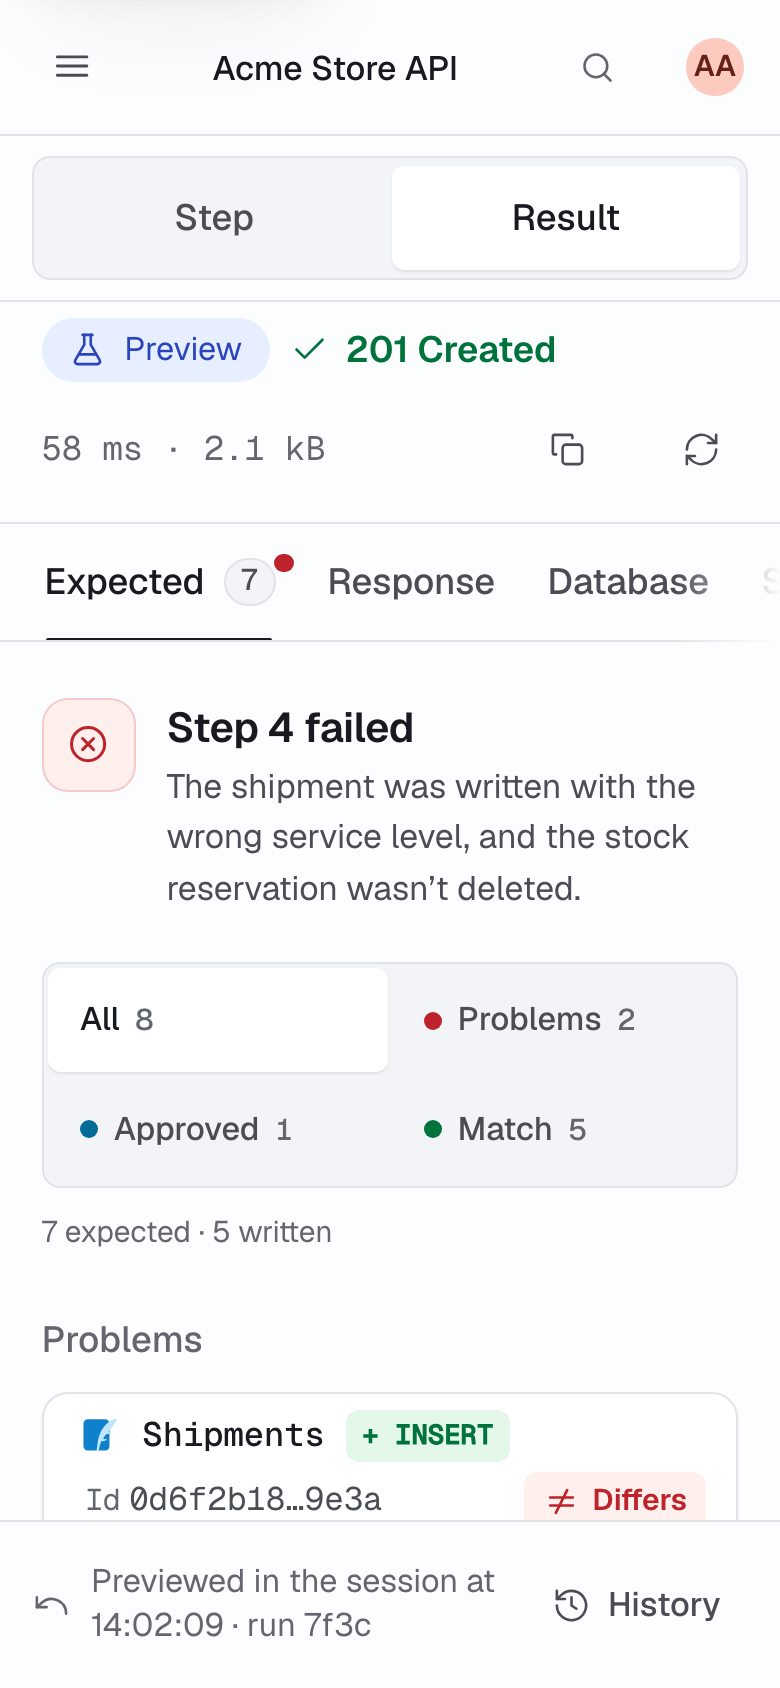 Acme Store API
AA
Step
Result
Preview
201 Created
58 ms · 2.1 kB
Expected 7
Response
Database
Step 4 failed
The shipment was written with the
wrong service level, and the stock
reservation wasn’t deleted.
All 8
Problems 2
Approved 1
Match 5
7 expected · 5 written
Problems
Shipments
+ INSERT
Id 0d6f2b18…9e3a
≠ Differs
Previewed in the session at
14:02:09 · run 7f3c
History